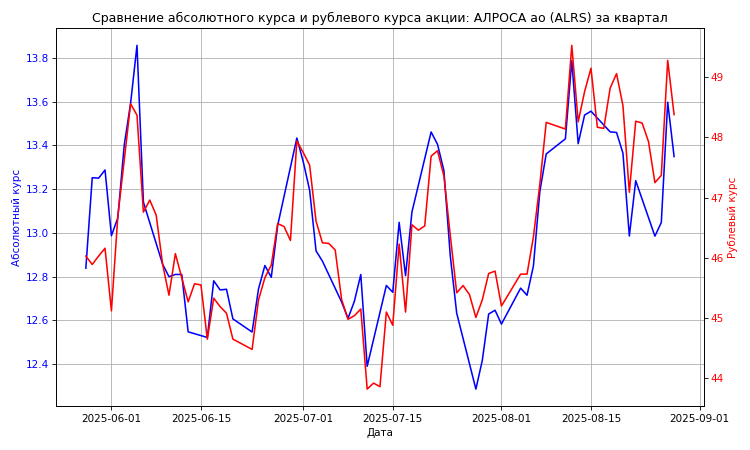 Сравнение абсолютного курса и рублевого курса акции: АЛРОСА ао (ALRS) за квартал
13.8
13.6
13.4
13.2
13.0
12.8
12.6
12.4
Абсолютный курс
49
48
47
46
45
44
Рублевый курс
2025-06-01 2025-06-15 2025-07-01 2025-07-15 2025-08-01 2025-08-15 2025-09-01
Дата